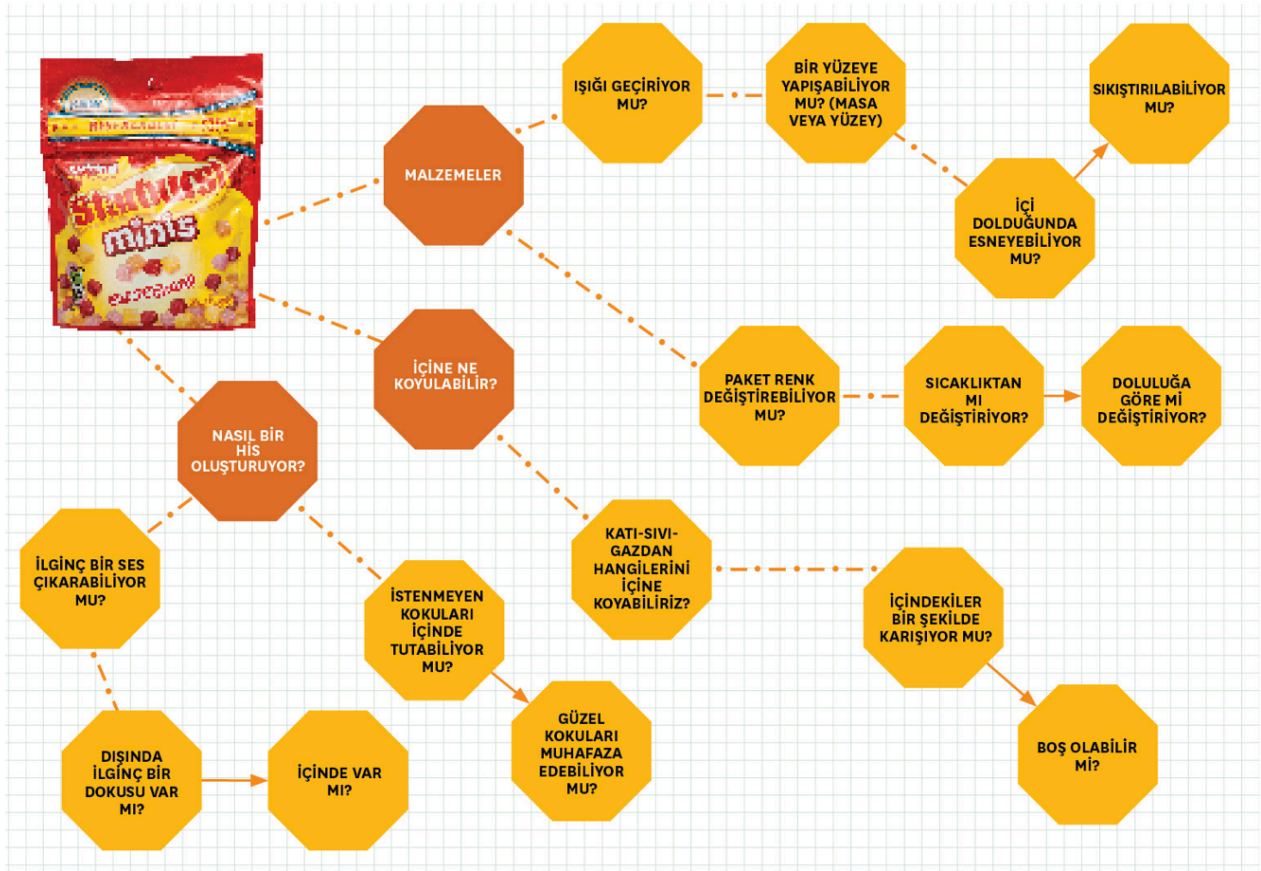 Starburst
minis
MALZEMELER
IŞIĞI GEÇİRİYOR
MU?
BİR YÜZEYE
YAPIŞABİLİYOR
MU? (MASA
VEYA YÜZEY)
İÇİ
DOLDUĞUNDA
ESNEYEBİLİYOR
MU?
SIKIŞTIRILABİLİYOR
MU?
PAKET RENK
DEĞİŞTİREBİLİYOR
MU?
SICAKLIKTAN
MI
DEĞİŞTİRİYOR?
DOLULUĞA
GÖRE Mİ
DEĞİŞTİRİYOR?
İÇİNE NE
KOYULABİLİR?
KATI-SIVI-
GAZDAN
HANGİLERİNİ
İÇİNE
KOYABİLİRİZ?
İÇİNDEKİLER
BİR ŞEKİLDE
KARIŞIYOR MU?
BOŞ OLABİLİR
Mİ?
NASIL BİR
HİS
OLUŞTURUYOR?
İLGİNÇ BİR SES
ÇIKARABİLİYOR
MU?
DIŞINDA
İLGİNÇ BİR
DOKUSU VAR
MI?
İÇİNDE VAR
MI?
İSTENMEYEN
KOKULARI
İÇİNDE
TUTABİLİYOR
MU?
GÜZEL
KOKULARI
MUHAFAZA
EDEBİLİYOR
MU?